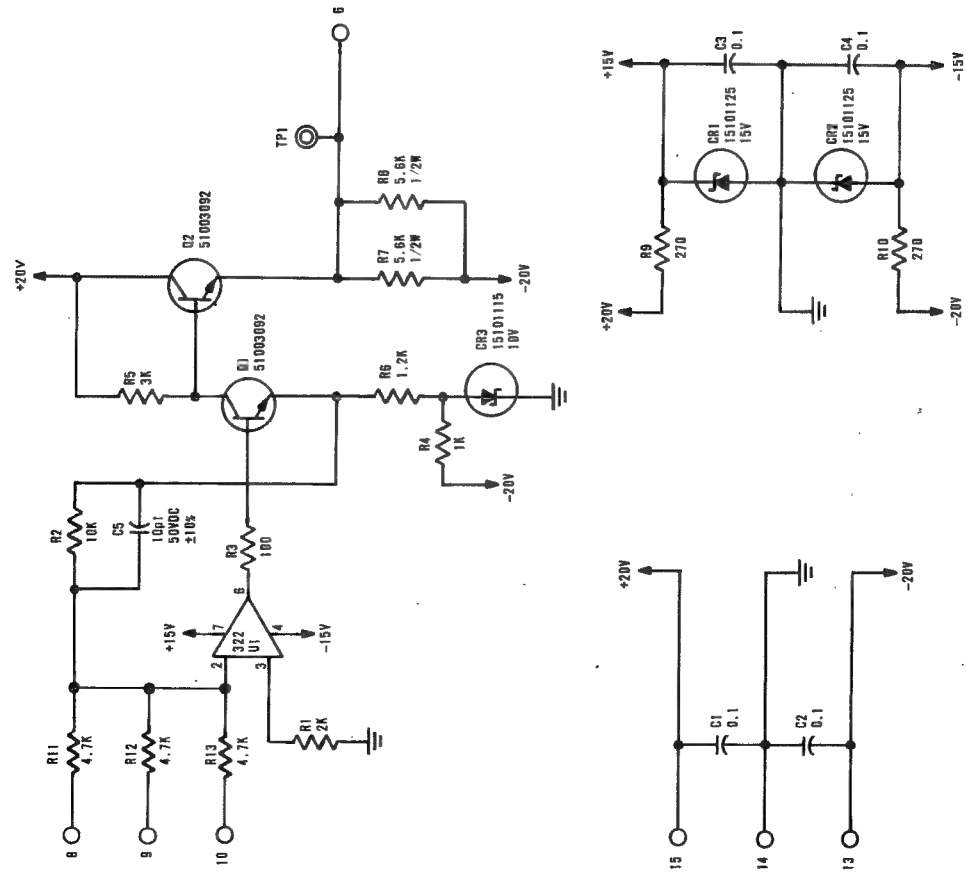 +20V
Q2
51003092
R5
3K
Q1
51003092
TP1
6
R7
5.6K
1/2W
R8
5.6K
1/2W
-20V
R2
10K
C5
10pf
50VDC
±10%
R3
100
R6
1.2K
R4
1K
-20V
CR3
15101115
10V
+15V
7
2
322
U1
6
3
4
-15V
R1
2K
R11
4.7K
R12
4.7K
R13
4.7K
8
9
10
+15V
C3
0.1
CR1
15101125
15V
R9
270
+20V
C4
0.1
CR2
15101125
15V
-15V
R10
270
-20V
15
+20V
C1
0.1
14
C2
0.1
13
-20V